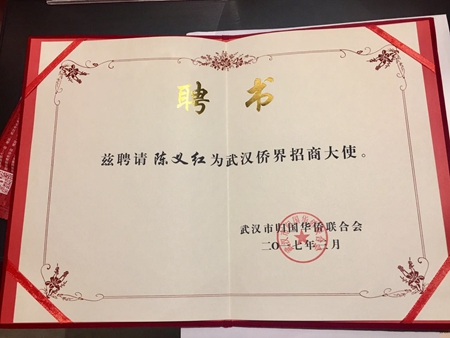 聘书
兹聘请陈义红为武汉侨界招商大使。
武汉市归国华侨联合会
二〇一七年三月